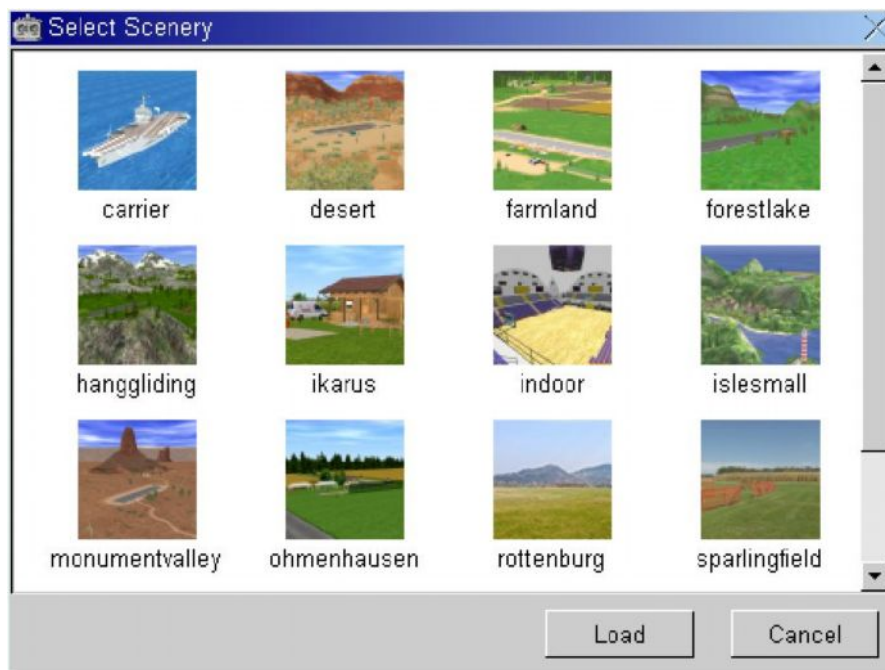 Select Scenery
carrier desert farmland forestlake
hanggliding ikarus indoor islesmall
monumentvalley ohmenhausen rottenburg sparlingfield
Load Cancel